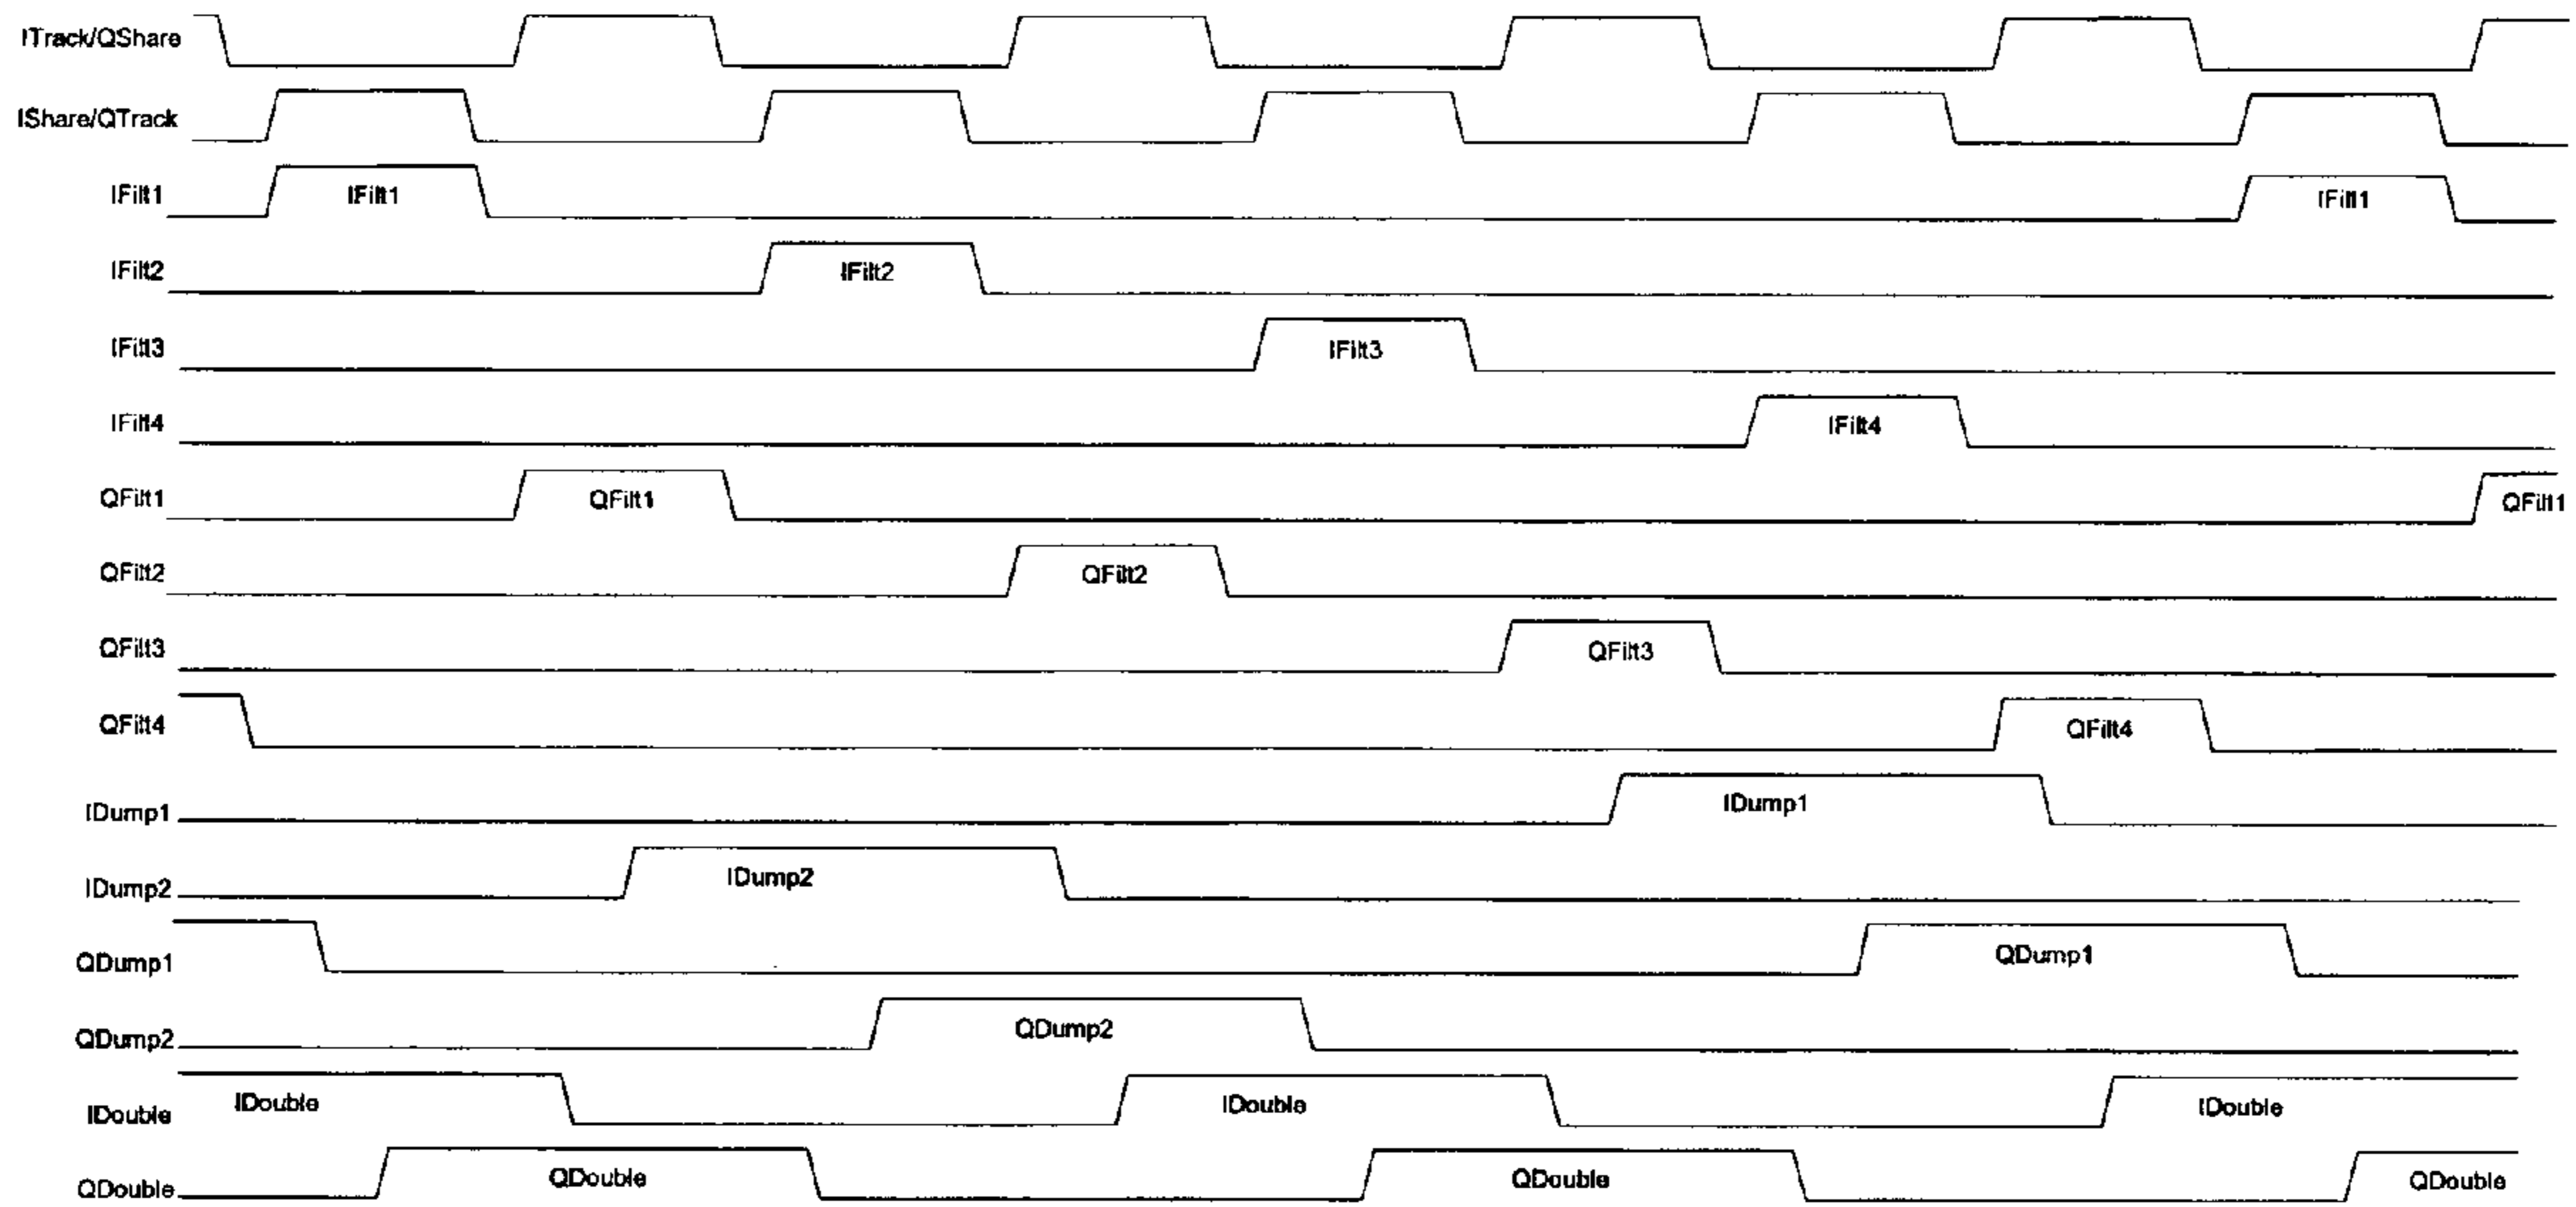 ITrack/QShare
IShare/QTrack
IFilt1 IFilt1 IFilt1
IFilt2 IFilt2
IFilt3 IFilt3
IFilt4 IFilt4
QFilt1 QFilt1 QFilt1
QFilt2 QFilt2
QFilt3 QFilt3
QFilt4 QFilt4
IDump1 IDump1
IDump2 IDump2
QDump1 QDump1
QDump2 QDump2
IDouble IDouble IDouble IDouble
QDouble QDouble QDouble QDouble